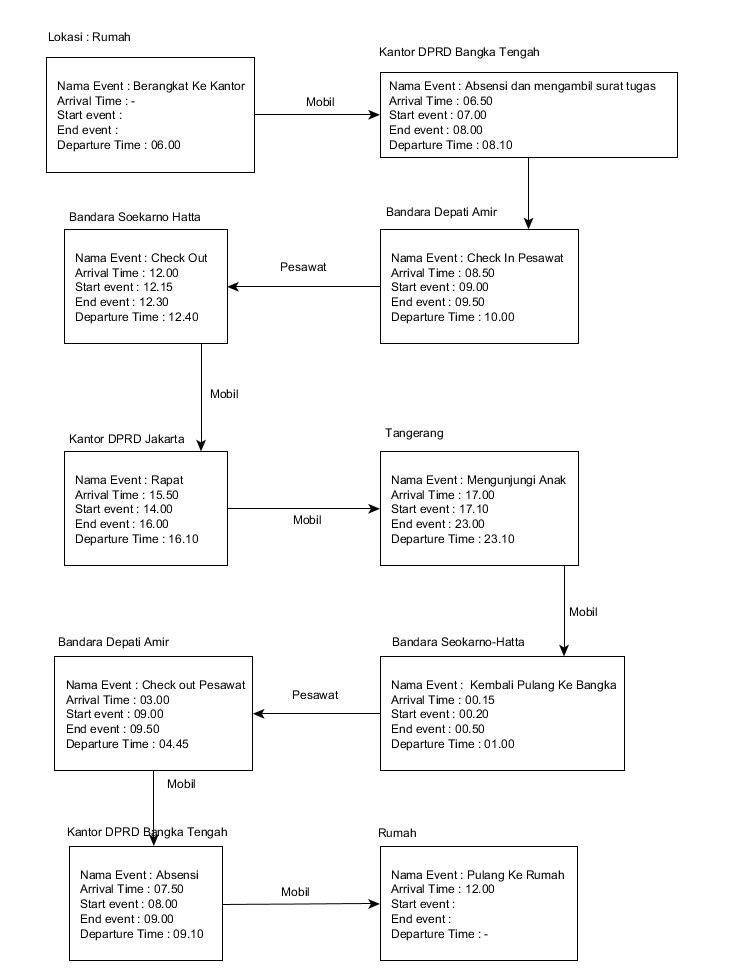 Lokasi : Rumah
Nama Event : Berangkat Ke Kantor
Arrival Time : -
Start event :
End event :
Departure Time : 06.00
Mobil
Kantor DPRD Bangka Tengah
Nama Event : Absensi dan mengambil surat tugas
Arrival Time : 06.50
Start event : 07.00
End event : 08.00
Departure Time : 08.10
Bandara Depati Amir
Nama Event : Check In Pesawat
Arrival Time : 08.50
Start event : 09.00
End event : 09.50
Departure Time : 10.00
Pesawat
Bandara Soekarno Hatta
Nama Event : Check Out
Arrival Time : 12.00
Start event : 12.15
End event : 12.30
Departure Time : 12.40
Mobil
Kantor DPRD Jakarta
Nama Event : Rapat
Arrival Time : 15.50
Start event : 14.00
End event : 16.00
Departure Time : 16.10
Mobil
Tangerang
Nama Event : Mengunjungi Anak
Arrival Time : 17.00
Start event : 17.10
End event : 23.00
Departure Time : 23.10
Mobil
Bandara Seokarno-Hatta
Nama Event :  Kembali Pulang Ke Bangka
Arrival Time : 00.15
Start event : 00.20
End event : 00.50
Departure Time : 01.00
Pesawat
Bandara Depati Amir
Nama Event : Check out Pesawat
Arrival Time : 03.00
Start event : 09.00
End event : 09.50
Departure Time : 04.45
Mobil
Kantor DPRD Bangka Tengah
Nama Event : Absensi
Arrival Time : 07.50
Start event : 08.00
End event : 09.00
Departure Time : 09.10
Mobil
Rumah
Nama Event : Pulang Ke Rumah
Arrival Time : 12.00
Start event :
End event :
Departure Time : -